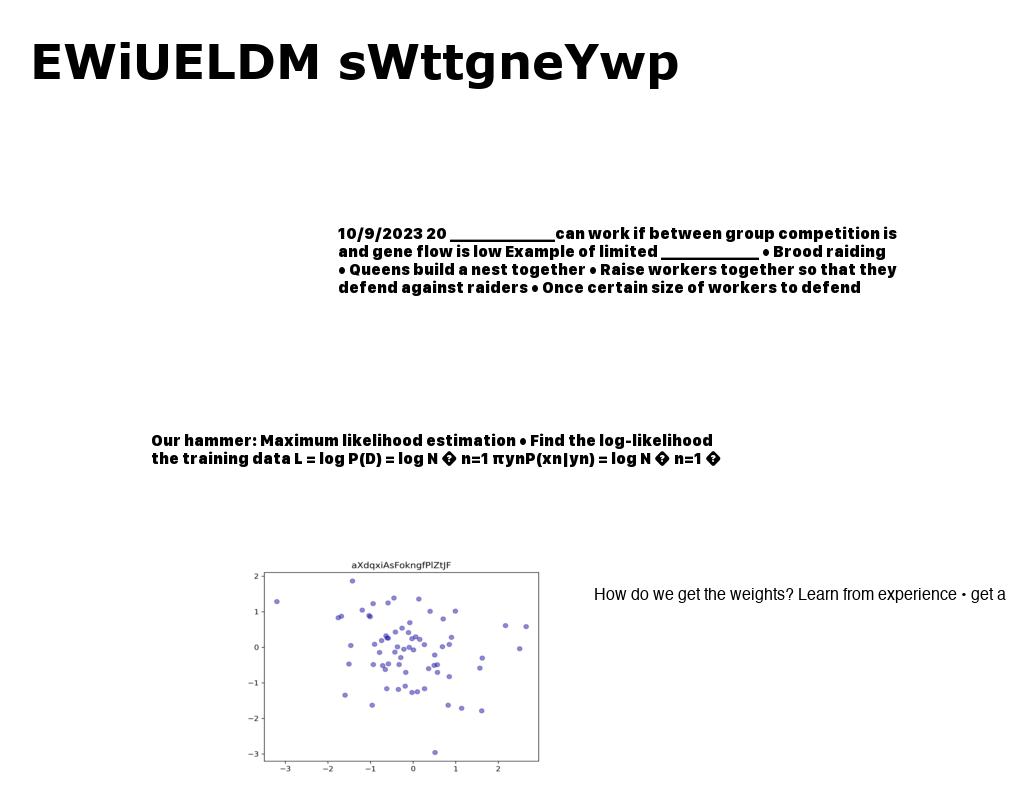 EWiUELDM sWttgneYwp
10/9/2023 20 _______________can work if between group competition is
and gene flow is low Example of limited ______________ • Brood raiding
• Queens build a nest together • Raise workers together so that they
defend against raiders • Once certain size of workers to defend
Our hammer: Maximum likelihood estimation • Find the log-likelihood
the training data L = log P(D) = log N � n=1 πynP(xn|yn) = log N � n=1 �
aXdqxiAsFokngfPlZtJF
How do we get the weights? Learn from experience • get a
2
1
0
−1
−2
−3
−3 −2 −1 0 1 2